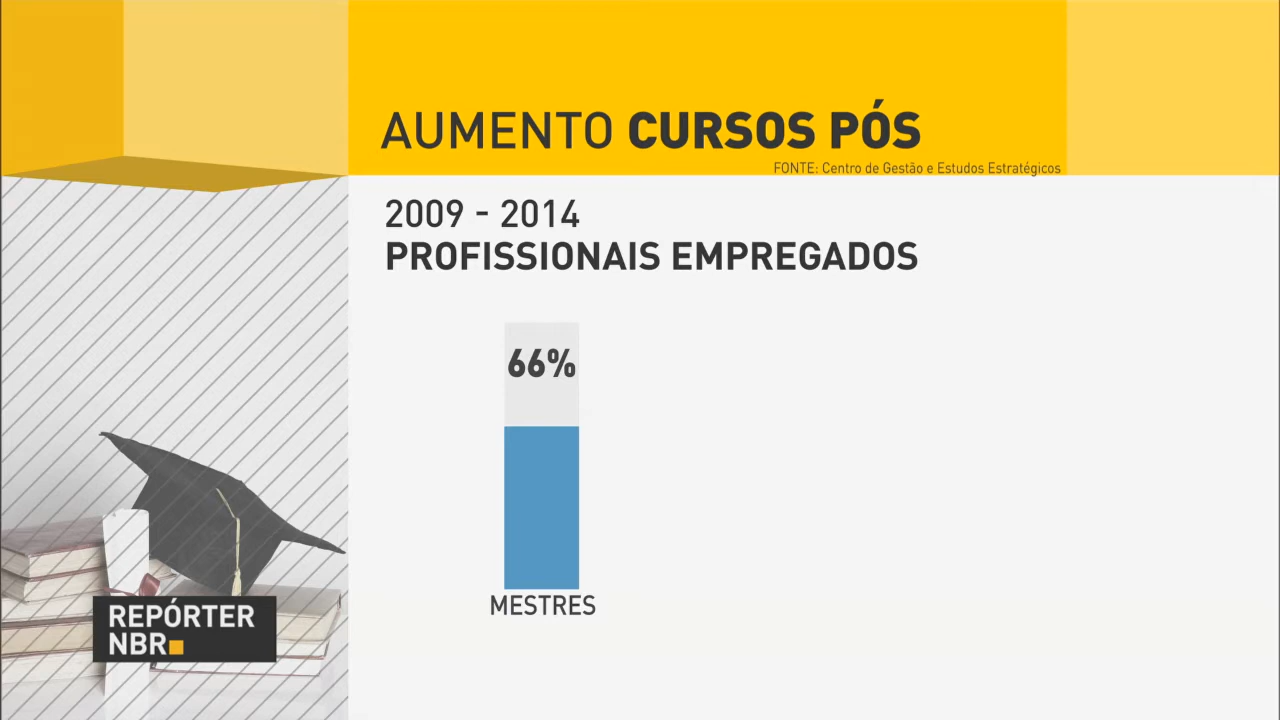 AUMENTO CURSOS PÓS
FONTE: Centro de Gestão e Estudos Estratégicos
2009 - 2014
PROFISSIONAIS EMPREGADOS
66%
MESTRES
REPÓRTER
NBR